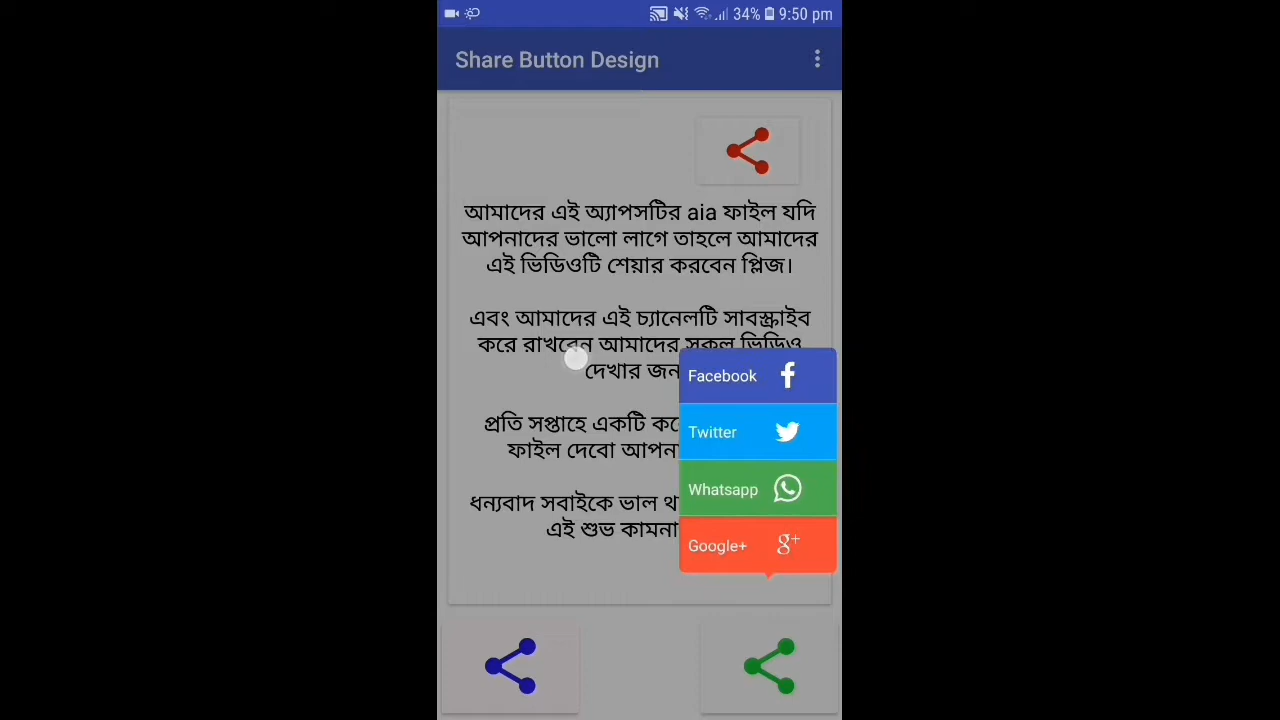 34% 9:50 pm
Share Button Design
আমাদের এই অ্যাপসটির aia ফাইল যদি
আপনাদের ভালো লাগে তাহলে আমাদের
এই ভিডিওটি শেয়ার করবেন প্লিজ।
এবং আমাদের এই চ্যানেলটি সাবস্ক্রাইব
করে রাখবেন আমাদের সকল ভিডিও
দেখার জন
প্রতি সপ্তাহে একটি করে
ফাইল দেবো
ধন্যবাদ সবাইকে ভাল
এই শুভ কামনা
Facebook
Twitter
Whatsapp
Google+